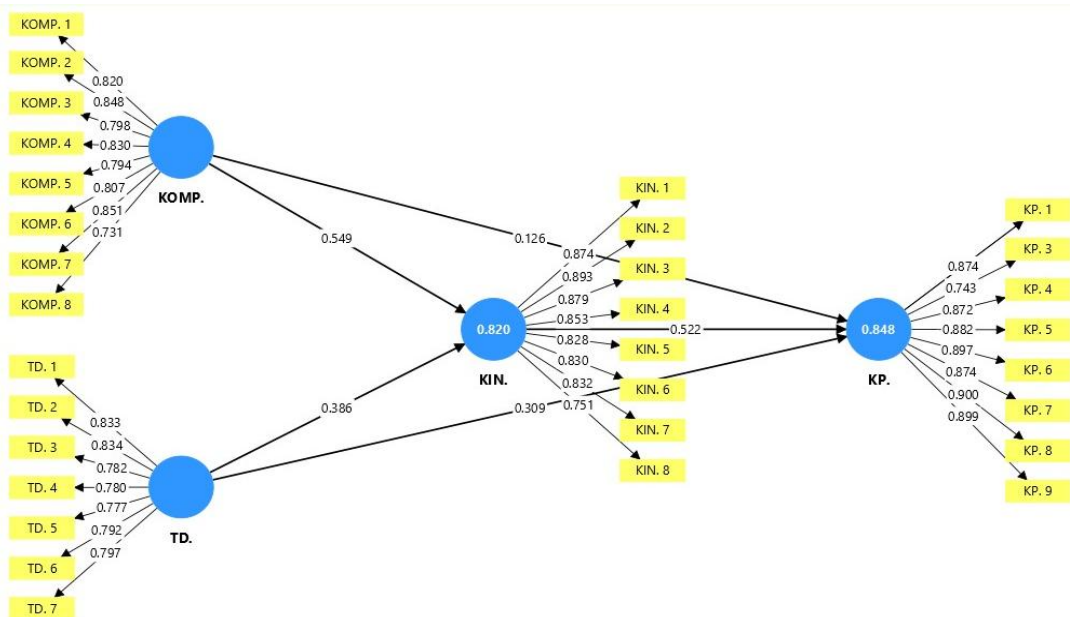 KOMP. 1
KOMP. 2
KOMP. 3
KOMP. 4
KOMP. 5
KOMP. 6
KOMP. 7
KOMP. 8
0.820
0.848
0.798
0.830
0.794
0.807
0.851
0.731
KOMP.
0.549
0.126
TD. 1
TD. 2
TD. 3
TD. 4
TD. 5
TD. 6
TD. 7
0.833
0.834
0.782
0.780
0.777
0.792
0.797
TD.
0.386
0.309
0.820
KIN.
0.874
0.893
0.879
0.853
0.828
0.830
0.832
0.751
KIN. 1
KIN. 2
KIN. 3
KIN. 4
KIN. 5
KIN. 6
KIN. 7
KIN. 8
0.522
0.848
KP.
0.874
0.743
0.872
0.882
0.897
0.874
0.900
0.899
KP. 1
KP. 3
KP. 4
KP. 5
KP. 6
KP. 7
KP. 8
KP. 9